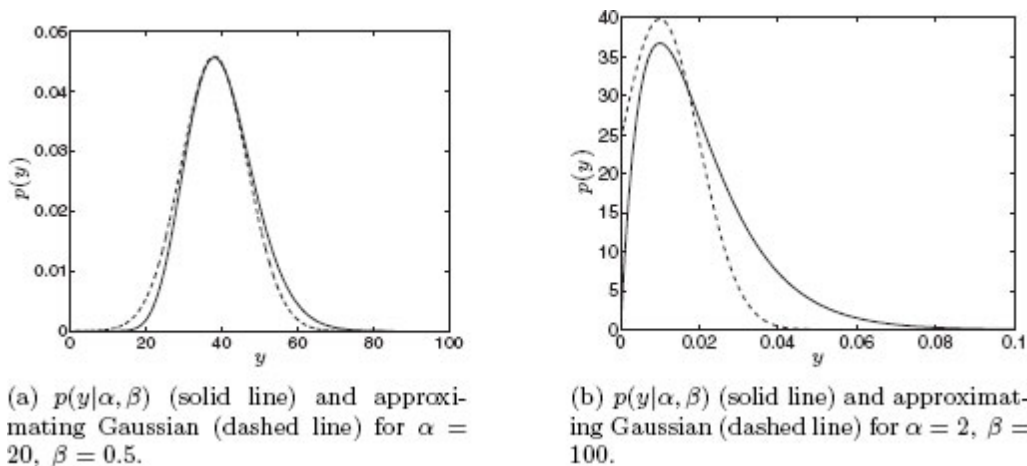 0.05
0.04
0.03
0.02
0.01
0
p(y)
0 20 40 60 80 100
y
(a) p(y|α, β) (solid line) and approxi-
mating Gaussian (dashed line) for α =
20, β = 0.5.
40
35
30
25
20
15
10
5
0
p(y)
0 0.02 0.04 0.06 0.08 0.1
y
(b) p(y|α, β) (solid line) and approximat-
ing Gaussian (dashed line) for α = 2, β =
100.